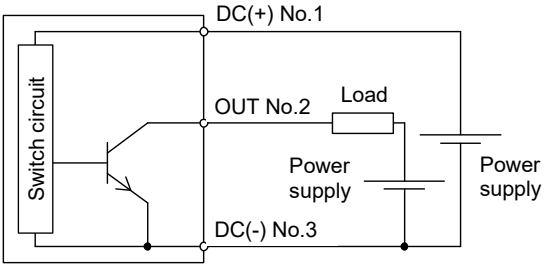 DC(+) No.1
Switch circuit
OUT No.2
Load
Power
supply
Power
supply
DC(-) No.3